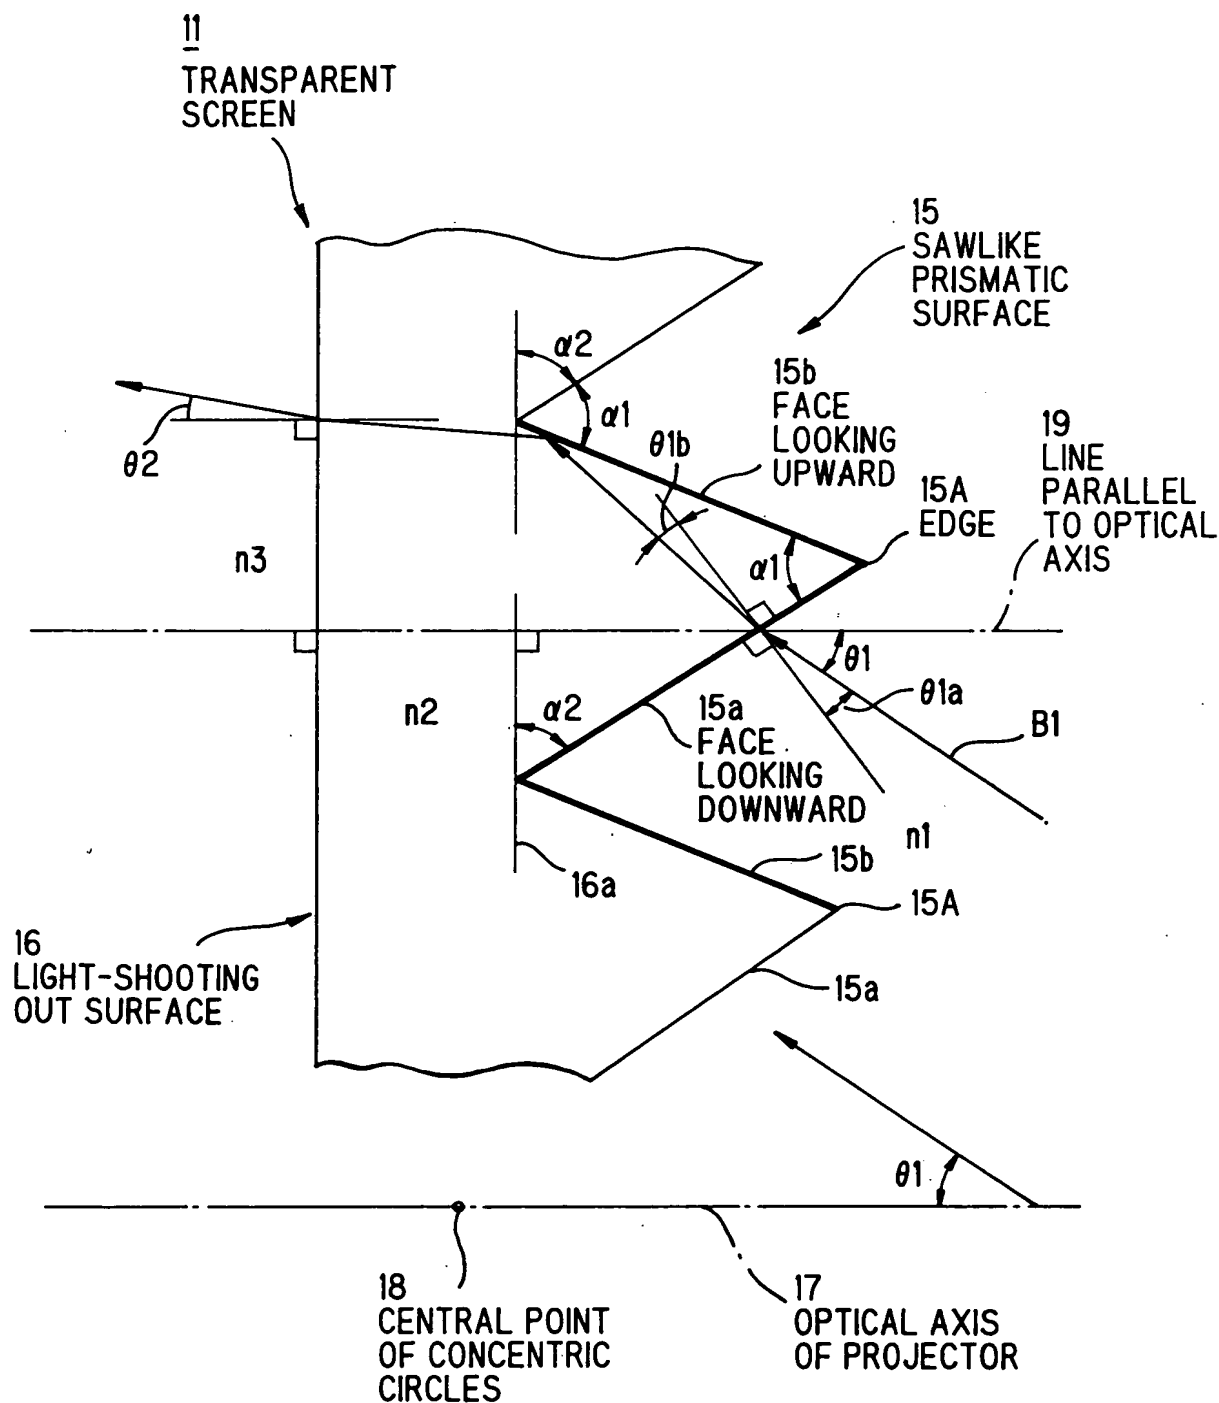 11
TRANSPARENT
SCREEN
15
SAWLIKE
PRISMATIC
SURFACE
α2
α1
15b
FACE
LOOKING
UPWARD
θ1b
19
LINE
PARALLEL
TO OPTICAL
AXIS
15A
EDGE
θ2
n3
α1
θ1
θ1a
n2
α2
15a
FACE
LOOKING
DOWNWARD
B1
n1
15b
16a
15A
16
LIGHT-SHOOTING
OUT SURFACE
15a
θ1
18
CENTRAL POINT
OF CONCENTRIC
CIRCLES
17
OPTICAL AXIS
OF PROJECTOR